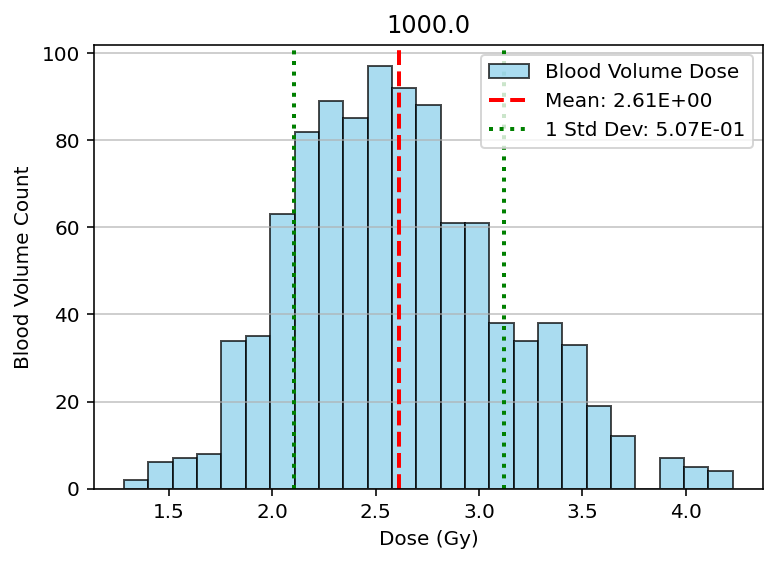 1000.0
100
80
60
40
20
0
Blood Volume Count
Blood Volume Dose
Mean: 2.61E+00
1 Std Dev: 5.07E-01
1.5 2.0 2.5 3.0 3.5 4.0
Dose (Gy)